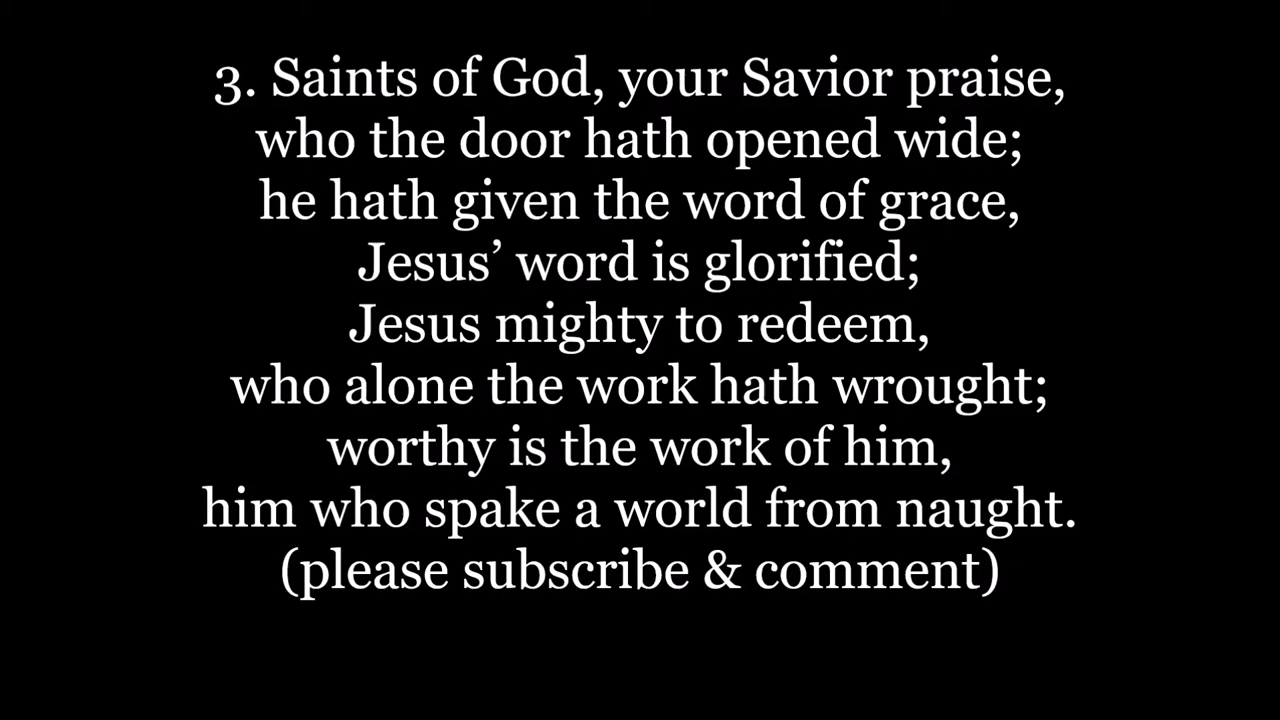 3. Saints of God, your Savior praise,
who the door hath opened wide;
he hath given the word of grace,
Jesus’ word is glorified;
Jesus mighty to redeem,
who alone the work hath wrought;
worthy is the work of him,
him who spake a world from naught.
(please subscribe & comment)